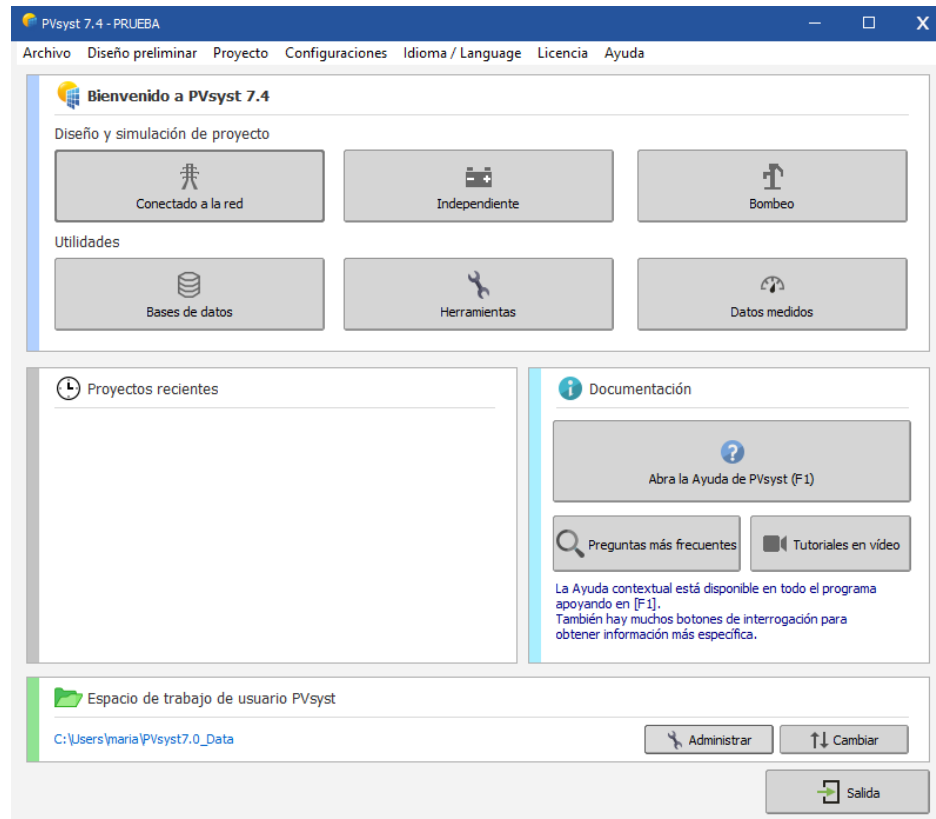 PVsyst 7.4 - PRUEBA
Archivo Diseño preliminar Proyecto Configuraciones Idioma / Language Licencia Ayuda
Bienvenido a PVsyst 7.4
Diseño y simulación de proyecto
Conectado a la red
Independiente
Bombeo
Utilidades
Bases de datos
Herramientas
Datos medidos
Proyectos recientes
Documentación
Abra la Ayuda de PVsyst (F1)
Preguntas más frecuentes
Tutoriales en vídeo
La Ayuda contextual está disponible en todo el programa
apoyando en [F1].
También hay muchos botones de interrogación para
obtener información más específica.
Espacio de trabajo de usuario PVsyst
C:\Users\maria\PVsyst7.0_Data
Administrar
Cambiar
Salida